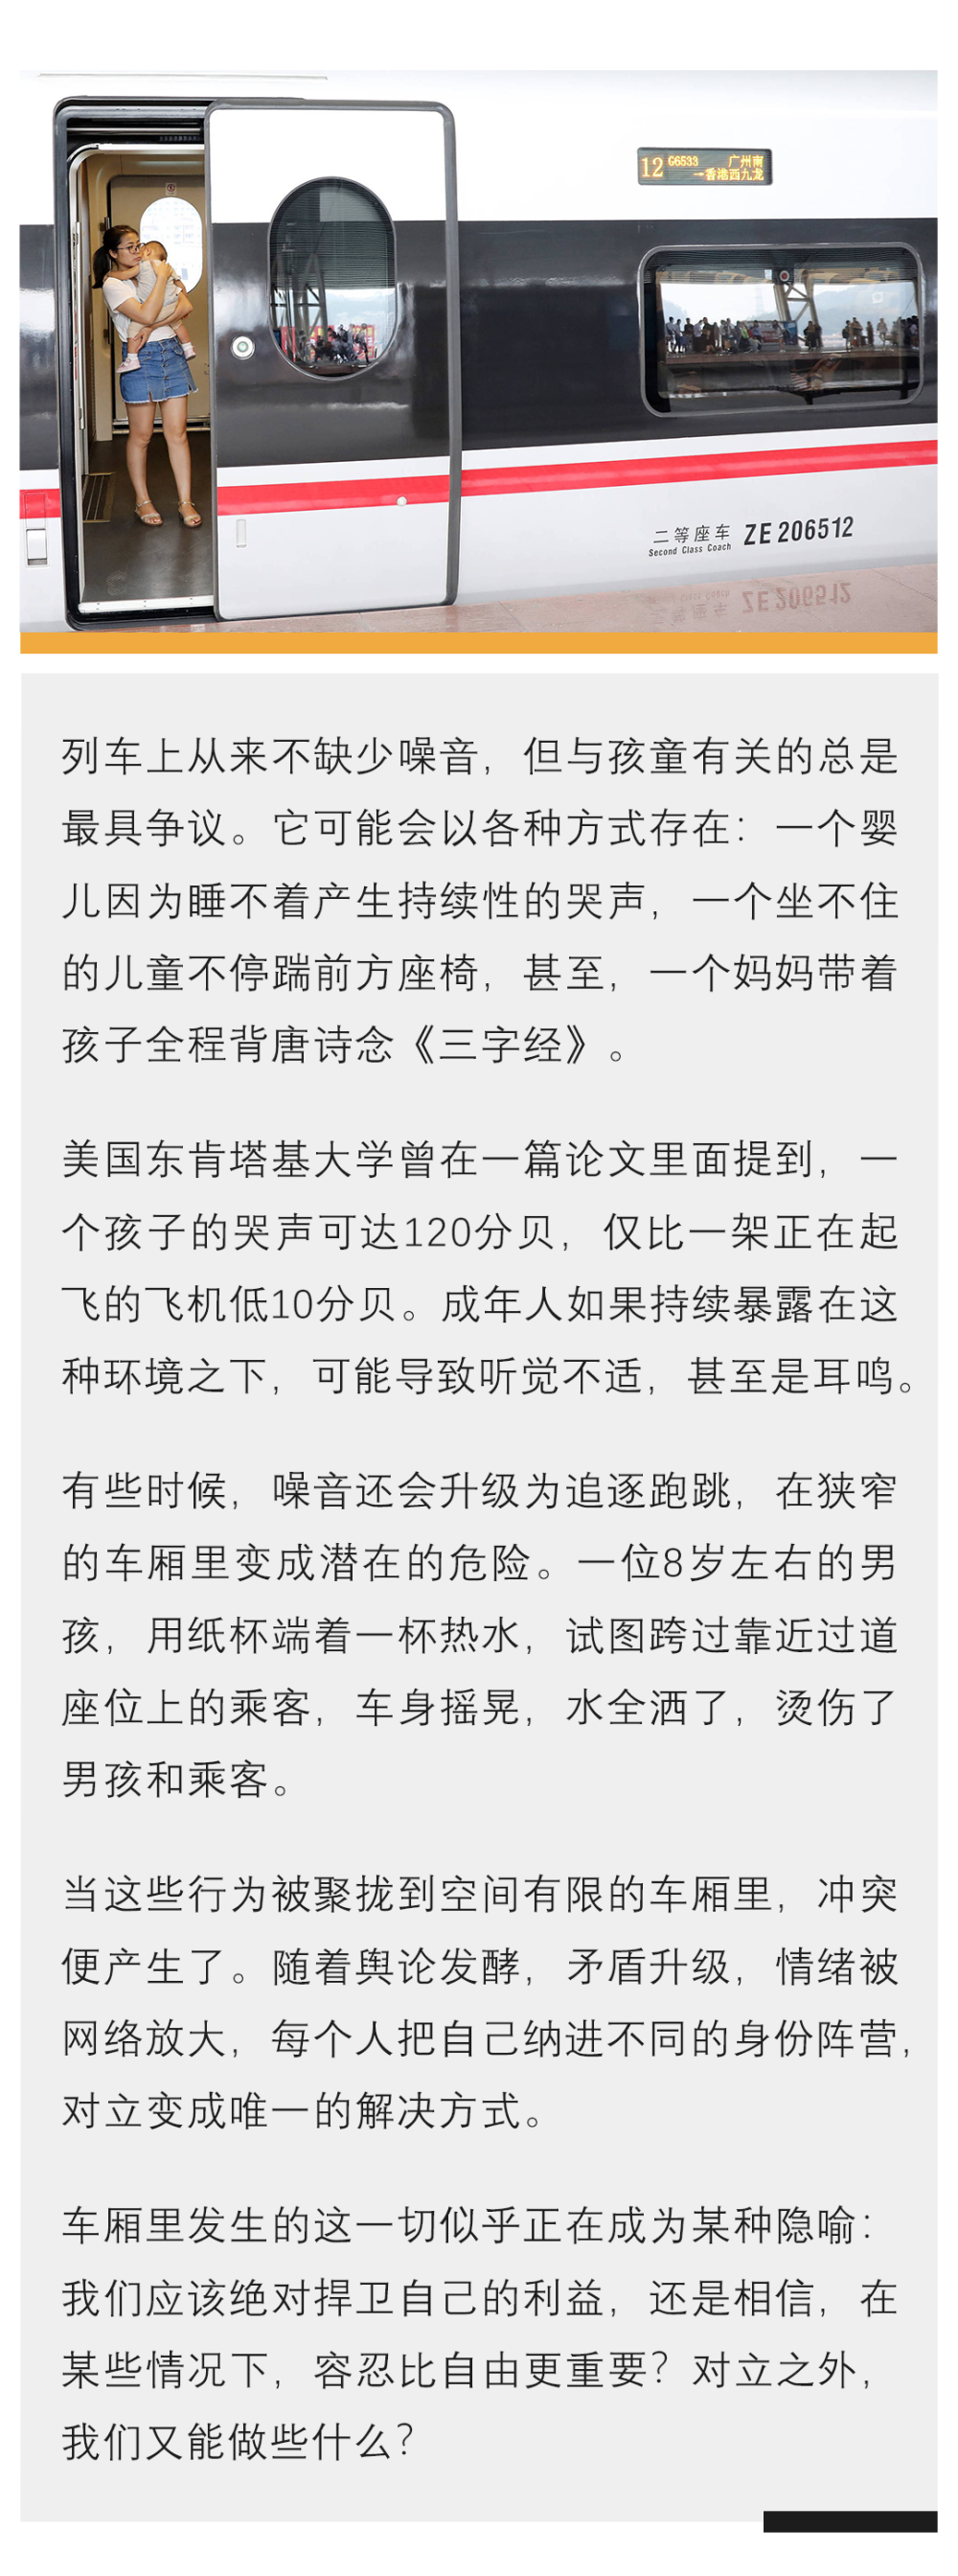 12 G6533 广州南
→香港西九龙
二等座车 ZE 206512
Second Class Coach
列车上从来不缺少噪音，但与孩童有关的总是
最具争议。它可能会以各种方式存在：一个婴
儿因为睡不着产生持续性的哭声，一个坐不住
的儿童不停踹前方座椅，甚至，一个妈妈带着
孩子全程背唐诗念《三字经》。
美国东肯塔基大学曾在一篇论文里面提到，一
个孩子的哭声可达120分贝，仅比一架正在起
飞的飞机低10分贝。成年人如果持续暴露在这
种环境之下，可能导致听觉不适，甚至是耳鸣。
有些时候，噪音还会升级为追逐跑跳，在狭窄
的车厢里变成潜在的危险。一位8岁左右的男
孩，用纸杯端着一杯热水，试图跨过靠近过道
座位上的乘客，车身摇晃，水全洒了，烫伤了
男孩和乘客。
当这些行为被聚拢到空间有限的车厢里，冲突
便产生了。随着舆论发酵，矛盾升级，情绪被
网络放大，每个人把自己纳进不同的身份阵营，
对立变成唯一的解决方式。
车厢里发生的这一切似乎正在成为某种隐喻：
我们应该绝对捍卫自己的利益，还是相信，在
某些情况下，容忍比自由更重要？对立之外，
我们又能做些什么？